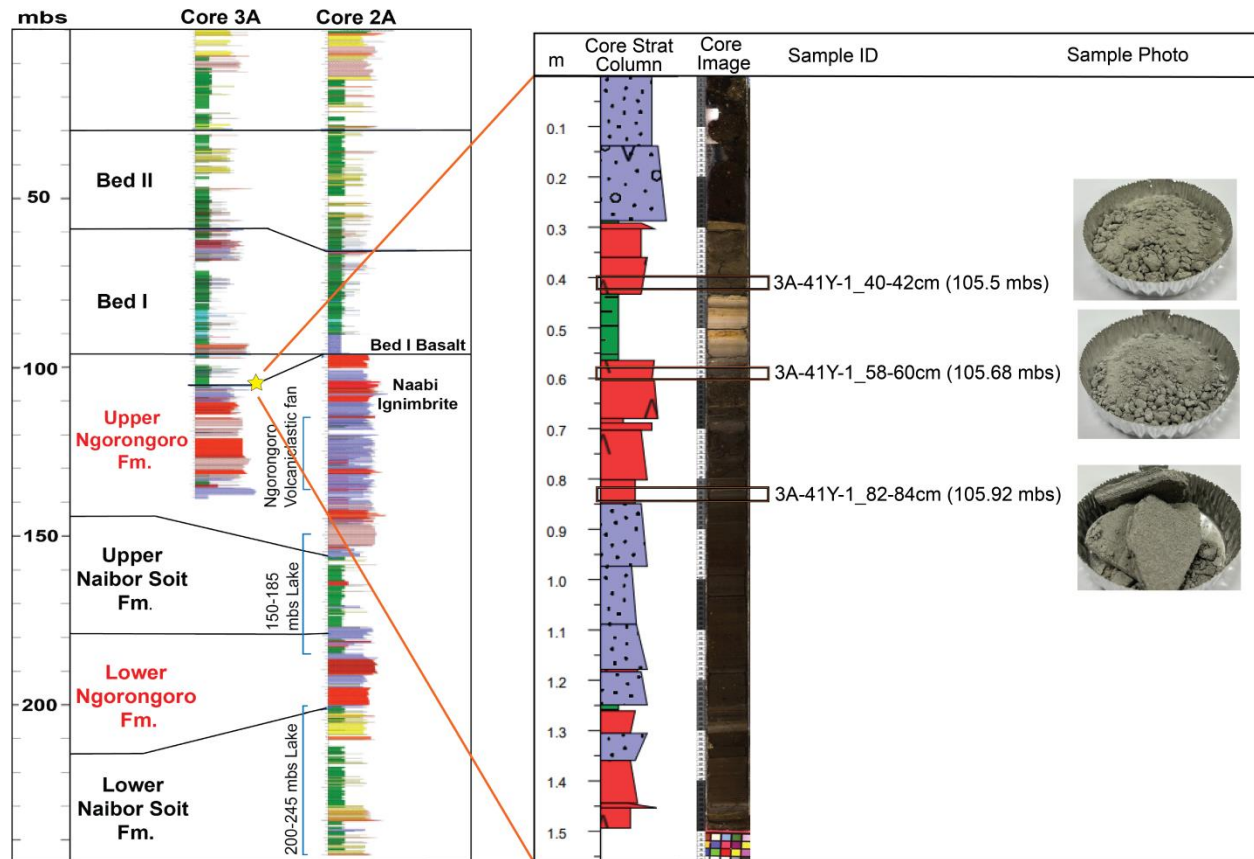 mbs
Core 3A
Core 2A
50
100
150
200
Bed II
Bed I
Bed I Basalt
Naabi
Ignimbrite
Upper
Ngorongoro
Fm.
Ngorongoro
Volcaniclastic fan
Upper
Naibor Soit
Fm.
150-185
mbs Lake
Lower
Ngorongoro
Fm.
Lower
Naibor Soit
Fm.
200-245 mbs Lake
m
Core Strat
Column
Core
Image
Sample ID
Sample Photo
0.1
0.2
0.3
0.4
0.5
0.6
0.7
0.8
0.9
1.0
1.1
1.2
1.3
1.4
1.5
3A-41Y-1_40-42cm (105.5 mbs)
3A-41Y-1_58-60cm (105.68 mbs)
3A-41Y-1_82-84cm (105.92 mbs)